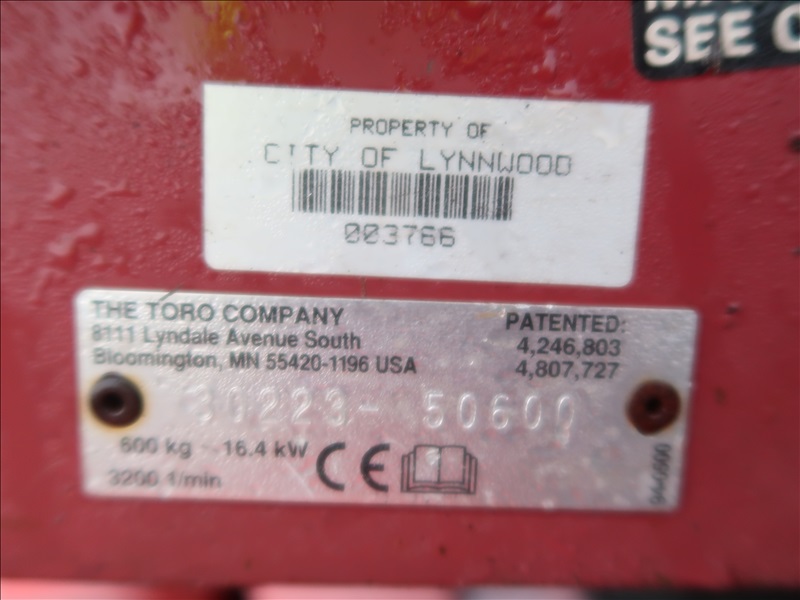 SEE
PROPERTY OF
CITY OF LYNNWOOD
003766
THE TORO COMPANY
8111 Lyndale Avenue South
Bloomington, MN 55420-1196 USA
PATENTED:
4,246,803
4,807,727
30223- 50600
600 kg 16.4 kW
3200 1/min
CE